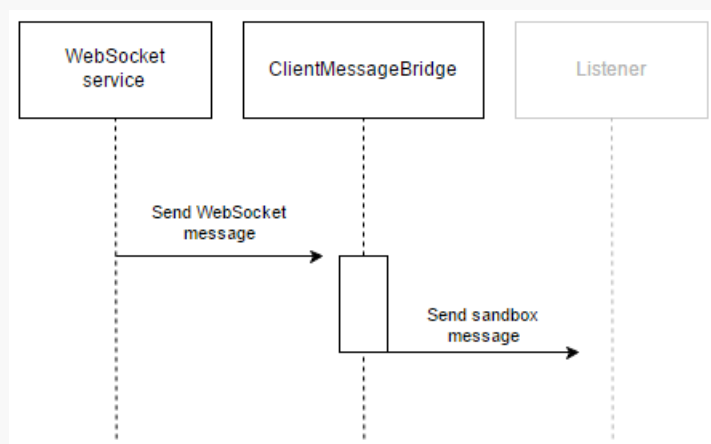 WebSocket
service
ClientMessageBridge
Listener
Send WebSocket
message
Send sandbox
message